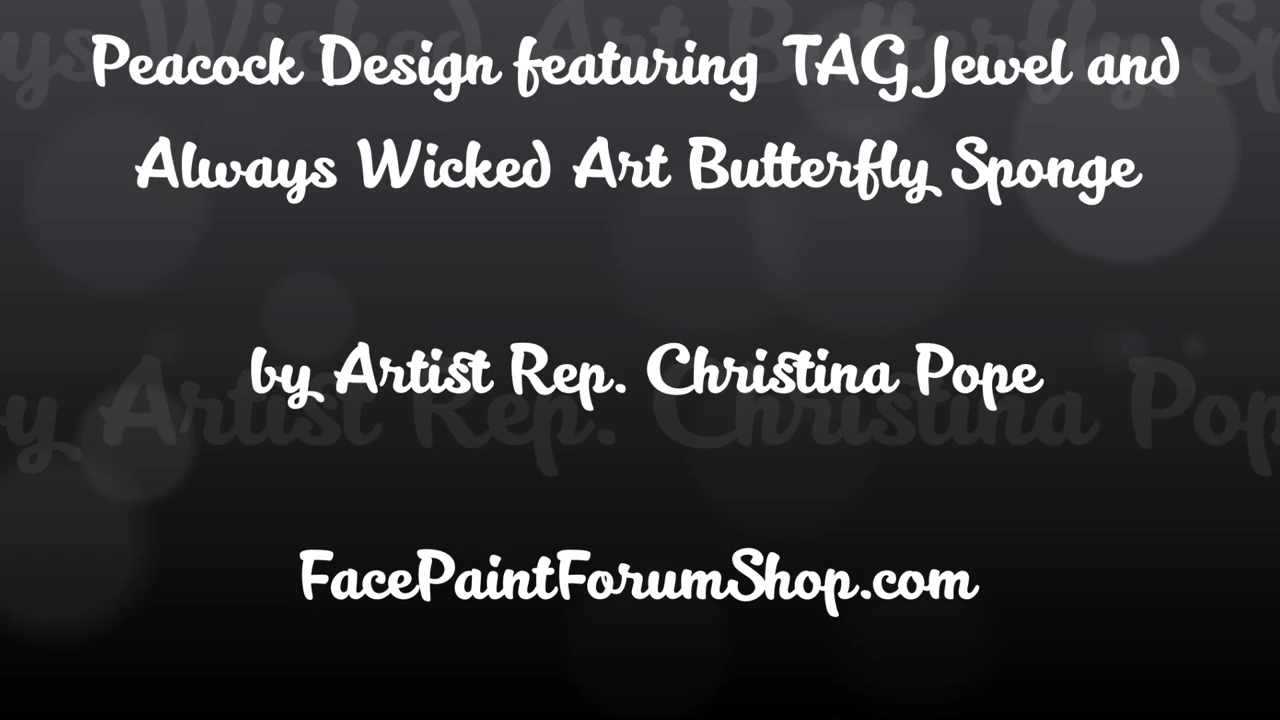 Peacock Design featuring TAG Jewel and
Always Wicked Art Butterfly Sponge
by Artist Rep. Christina Pope
FacePaintForumShop.com